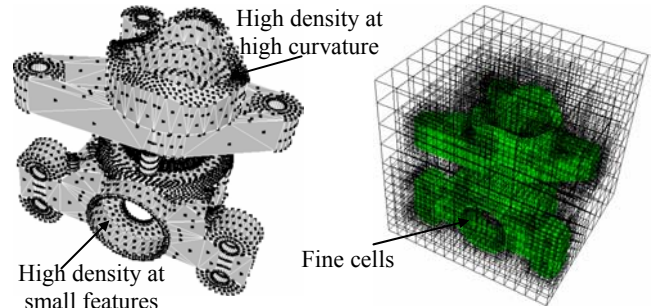 High density at
high curvature
High density at
small features
Fine cells